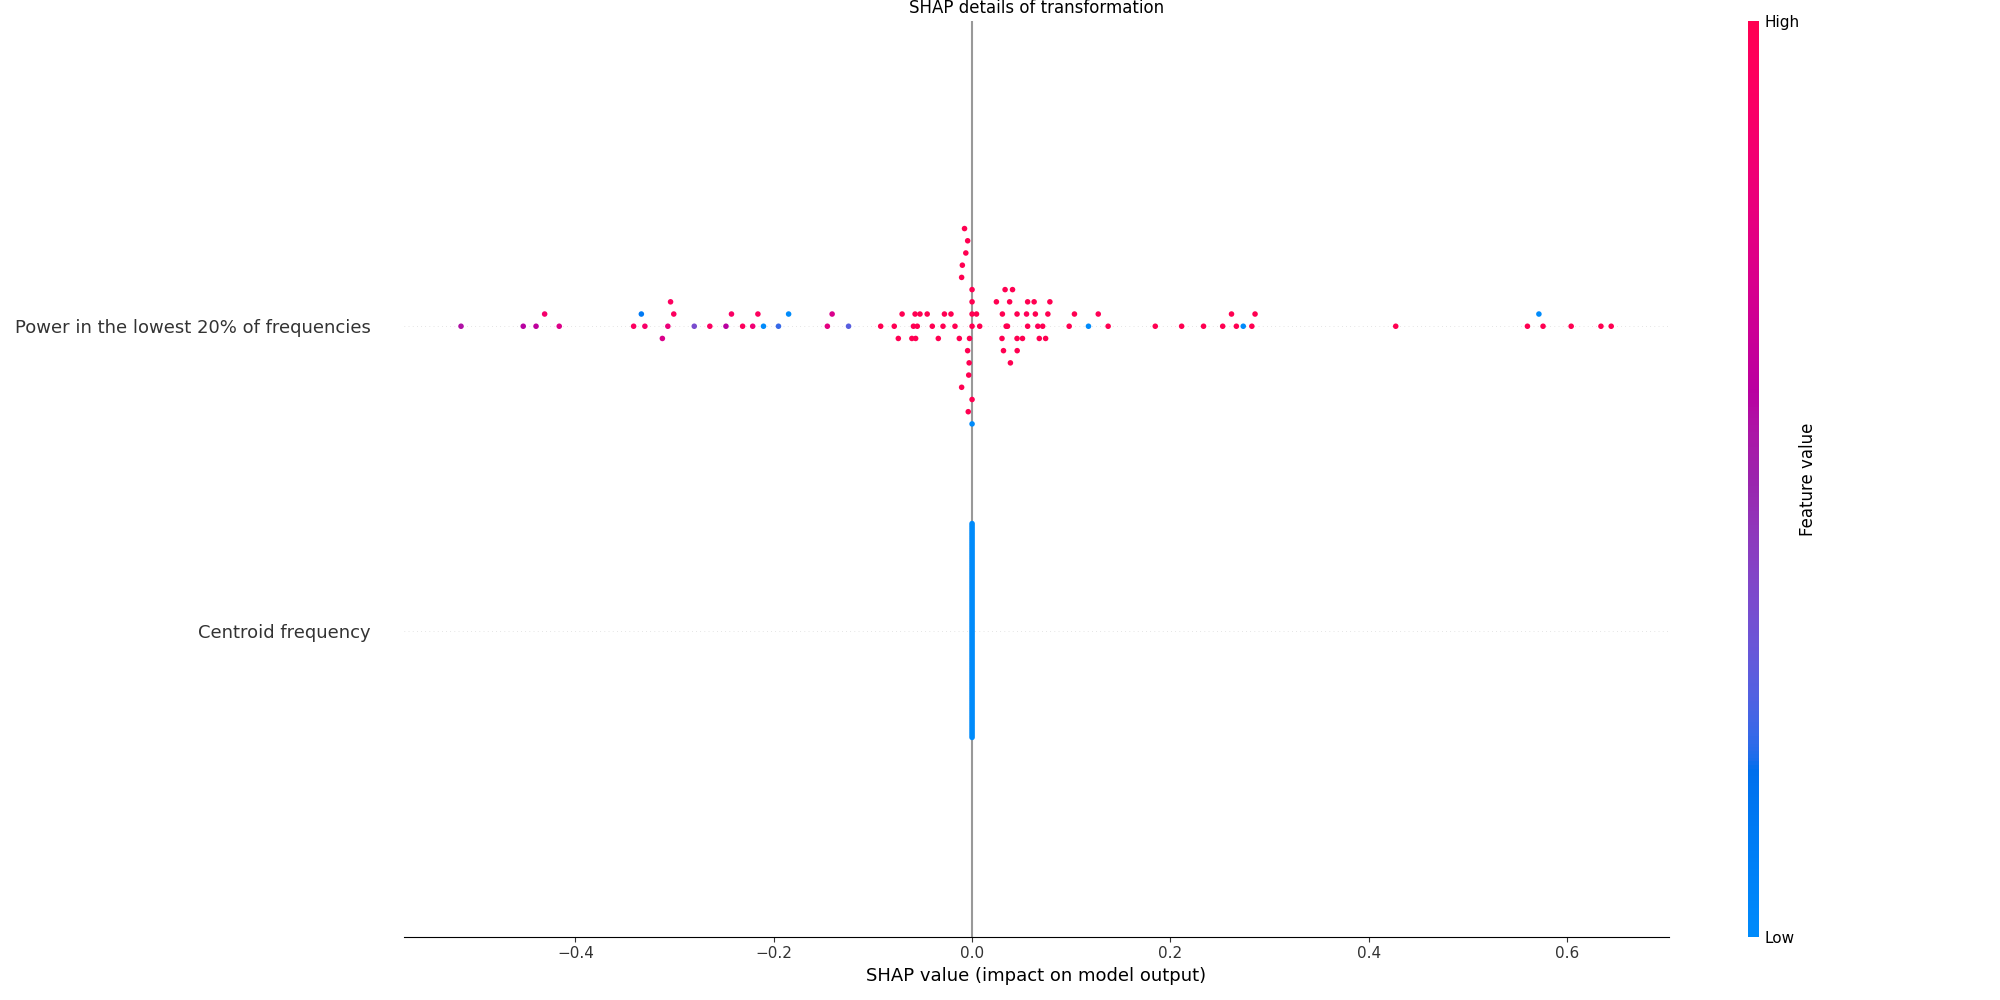 SHAP details of transformation
High
Power in the lowest 20% of frequencies
Feature value
Centroid frequency
Low
−0.4 −0.2 0.0 0.2 0.4 0.6
SHAP value (impact on model output)